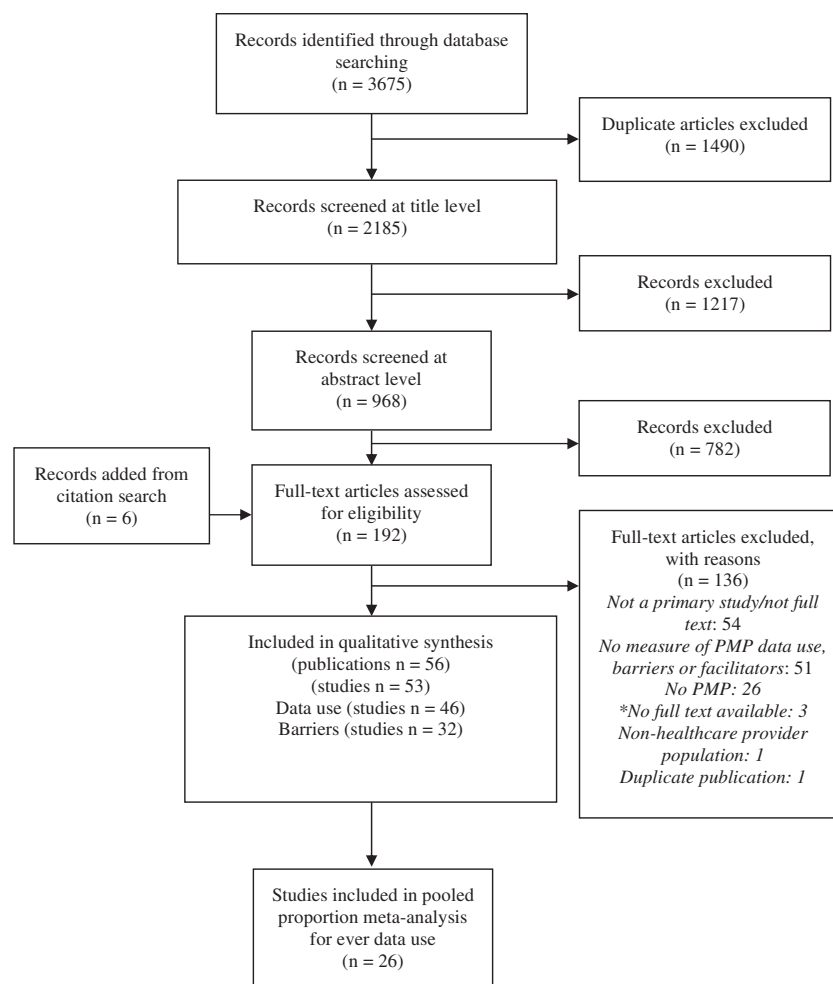 Records identified through database
searching
(n = 3675)
Duplicate articles excluded
(n = 1490)
Records screened at title level
(n = 2185)
Records excluded
(n = 1217)
Records screened at
abstract level
(n = 968)
Records excluded
(n = 782)
Records added from
citation search
(n = 6)
Full-text articles assessed
for eligibility
(n = 192)
Full-text articles excluded,
with reasons
(n = 136)
Not a primary study/not full
text: 54
No measure of PMP data use,
barriers or facilitators: 51
No PMP: 26
*No full text available: 3
Non-healthcare provider
population: 1
Duplicate publication: 1
Included in qualitative synthesis
(publications n = 56)
(studies n = 53)
Data use (studies n = 46)
Barriers (studies n = 32)
Studies included in pooled
proportion meta-analysis
for ever data use
(n = 26)